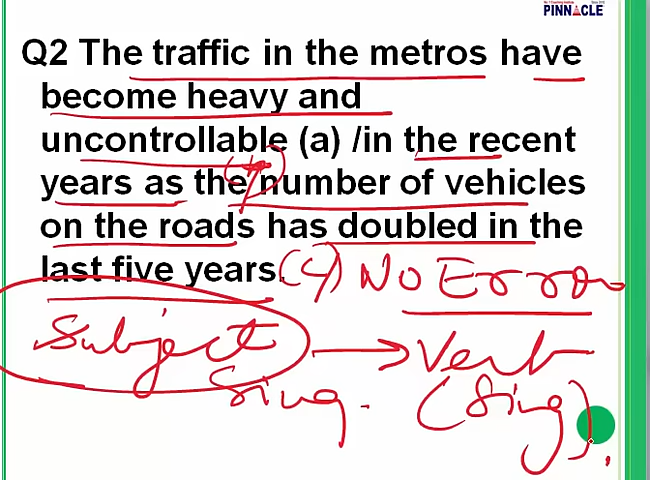 PINNACLE
Q2 The traffic in the metros have
become heavy and
uncontrollable (a) /in the recent
years as the number of vehicles
on the roads has doubled in the
last five years. (4) No Error
Subject → Verb
Sing. (Sing).